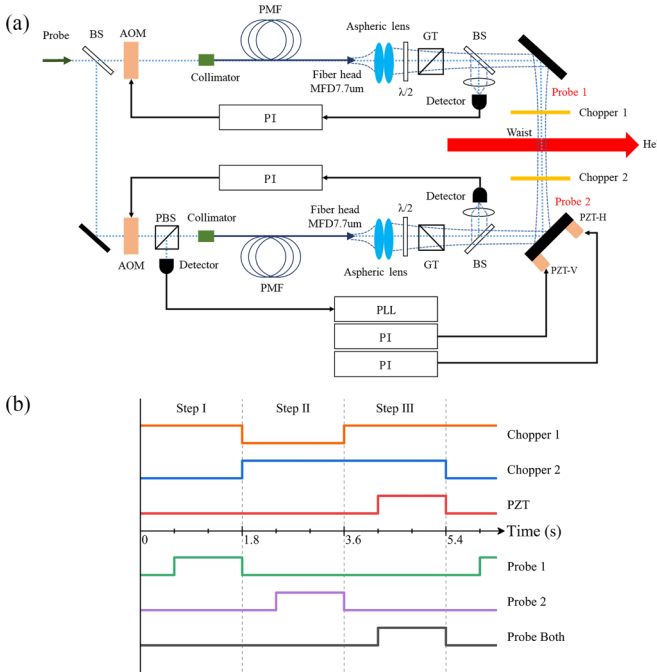 (a)
Probe
BS
AOM
PMF
Collimator
Aspheric lens
Fiber head
MFD7.7um
λ/2
GT
BS
Detector
PI
Probe 1
Chopper 1
Waist
He
Chopper 2
Probe 2
PZT-H
PZT-V
PI
AOM
PBS
Collimator
Detector
PMF
Fiber head
MFD7.7um
Aspheric lens
λ/2
GT
BS
Detector
PLL
PI
PI
(b)
Step I
Step II
Step III
Chopper 1
Chopper 2
PZT
Time (s)
0
1.8
3.6
5.4
Probe 1
Probe 2
Probe Both